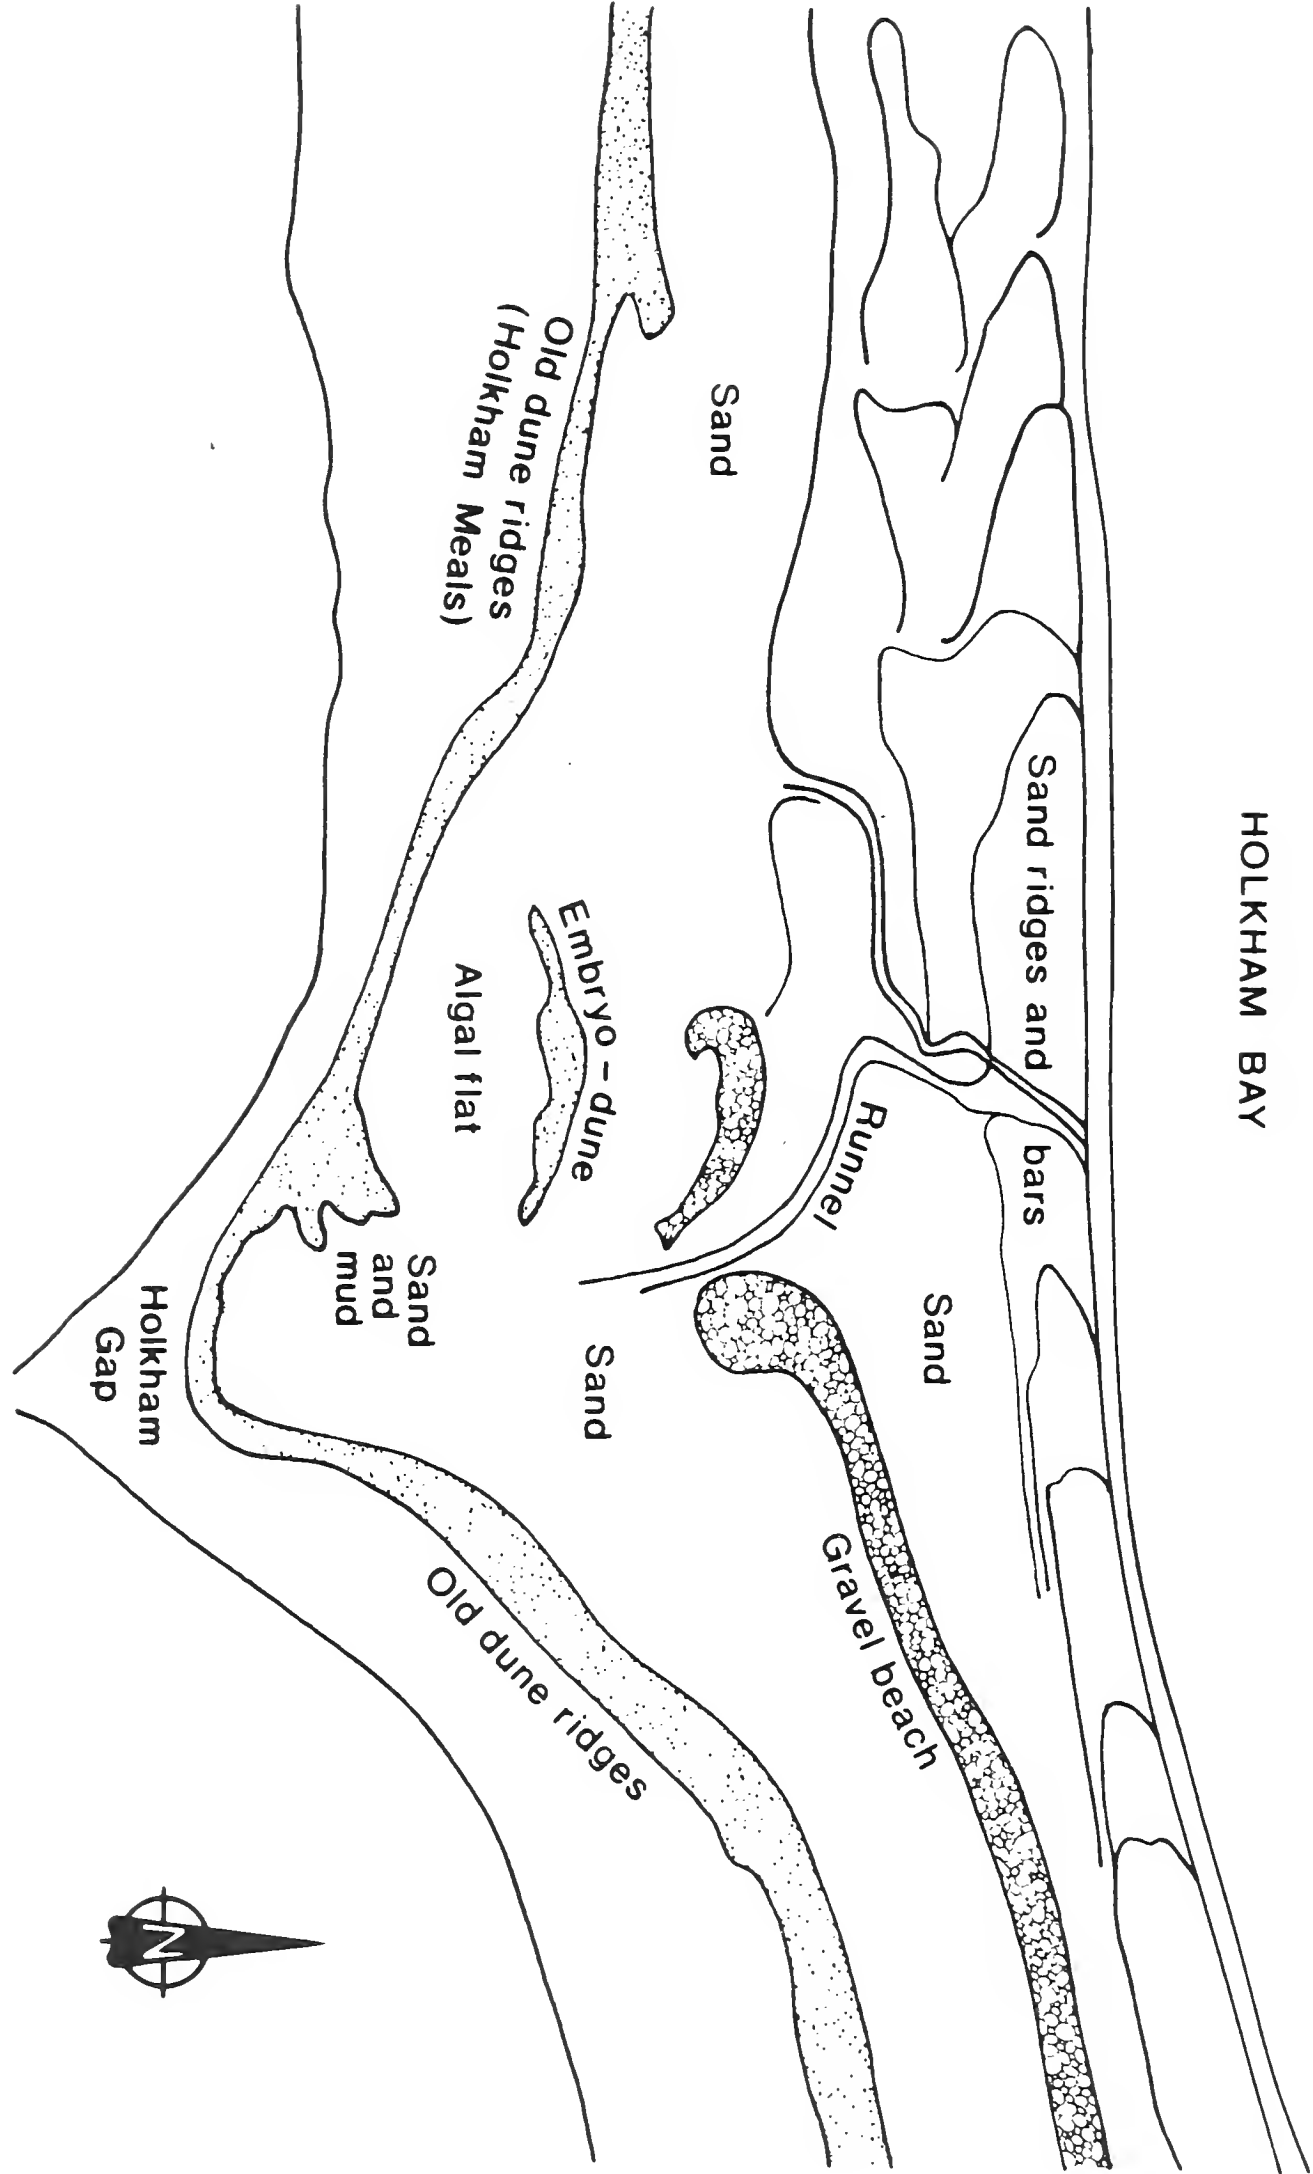 HOLKHAM BAY
Sand ridges and bars
Sand
Runnel
Sand
Gravel beach
Embryo – dune
Algal flat
Sand
Old dune ridges
(Holkham Meals)
Sand
and
mud
Old dune ridges
Holkham
Gap
N